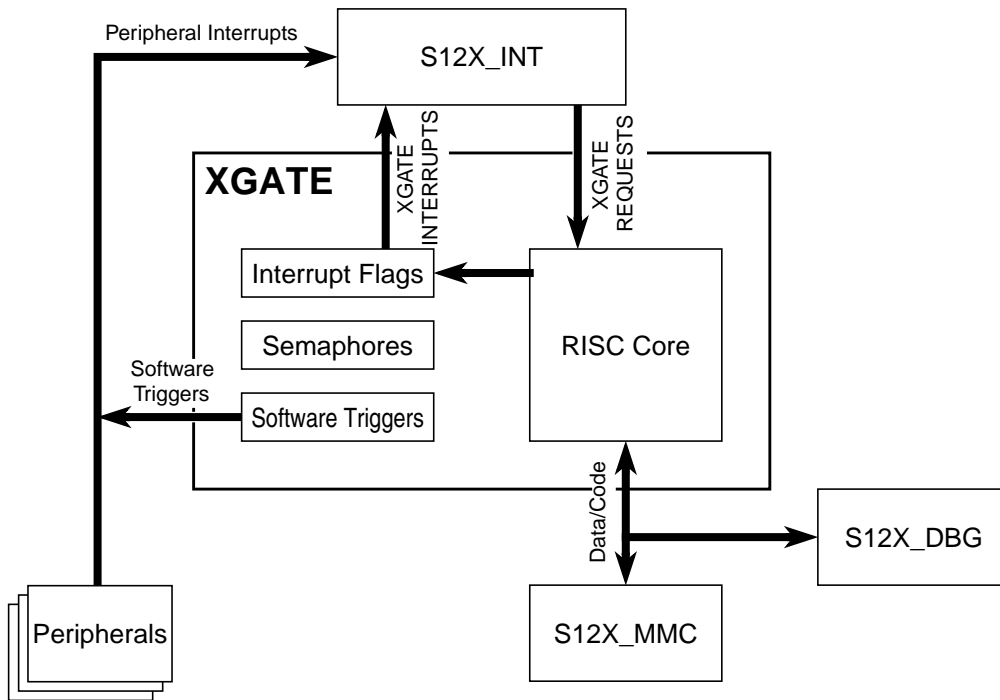 Peripheral Interrupts
S12X_INT
XGATE
XGATE
INTERRUPTS
XGATE
REQUESTS
Interrupt Flags
Semaphores
RISC Core
Software
Triggers
Software Triggers
Data/Code
S12X_DBG
Peripherals
S12X_MMC